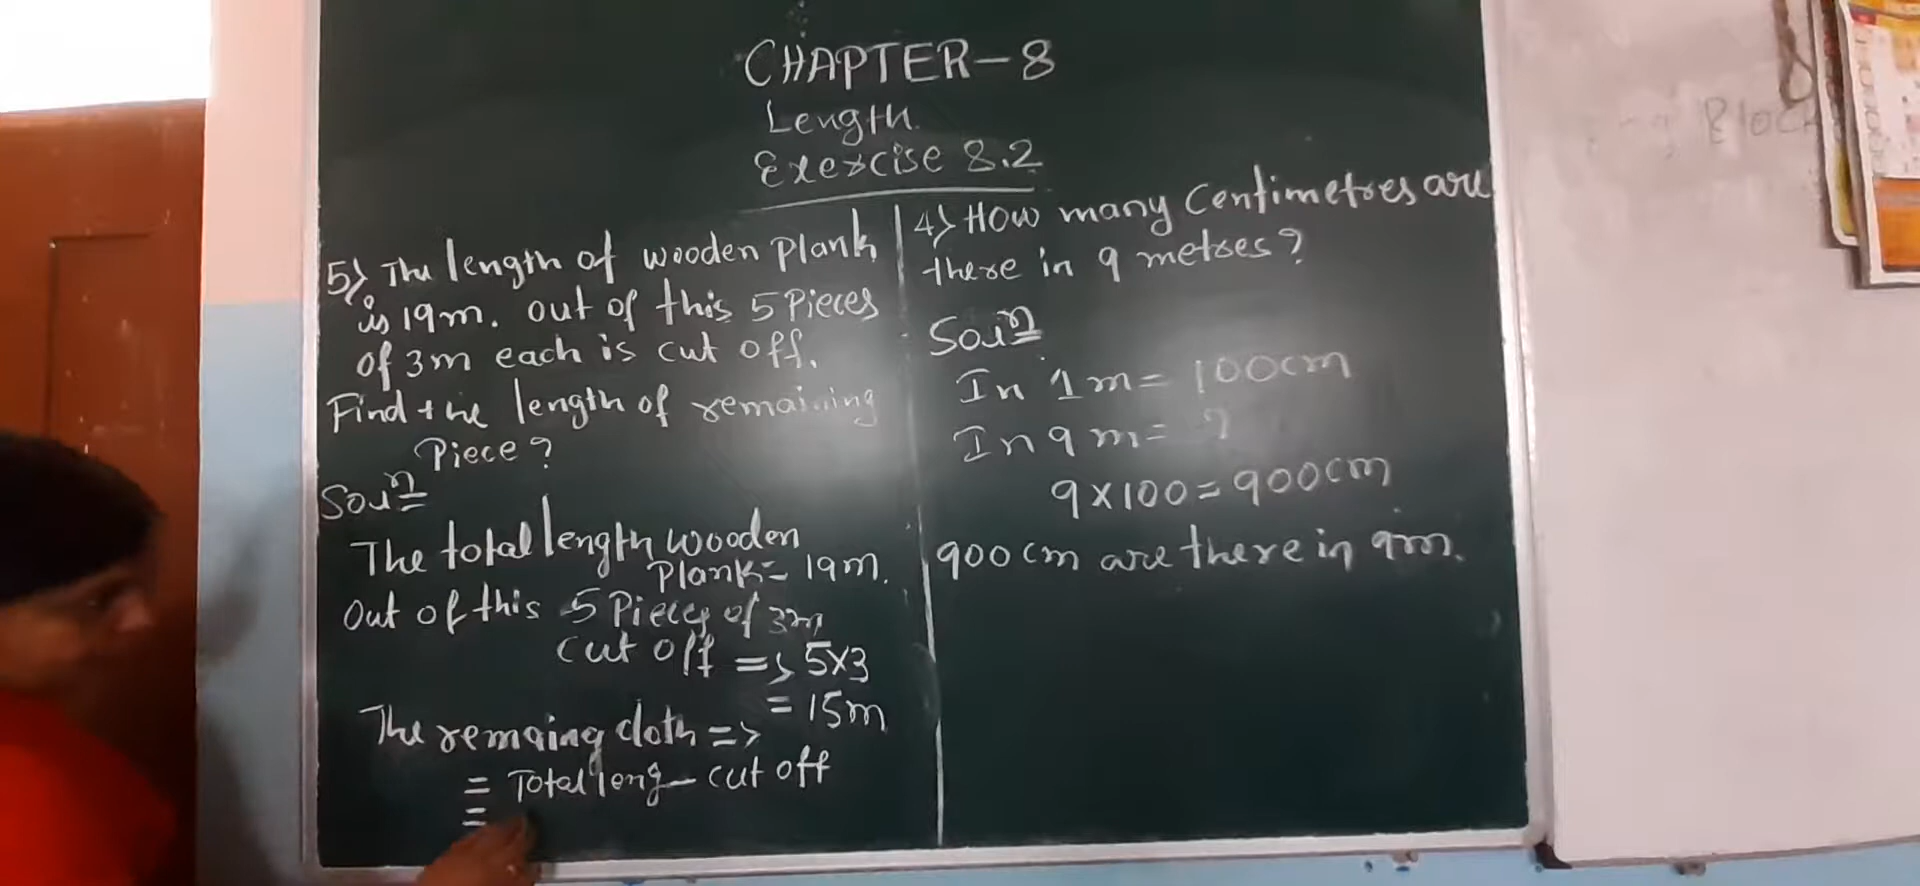 CHAPTER-8
Length.
Exercise 8.2
5) The length of wooden plank
is 19m. out of this 5 Pieces
of 3m each is cut off.
Find the length of remaining
Piece?
Soluⁿ
The total length wooden
Plank = 19m.
Out of this 5 Pieces of 3m
cut off => 5x3
= 15m
The remaing cloth =>
= Total leng - cut off
=
4) How many Centimetres are
there in 9 metres?
Soluⁿ
In 1m = 100cm
In 9m = ?
9x100 = 900cm
900cm are there in 9m.
Block